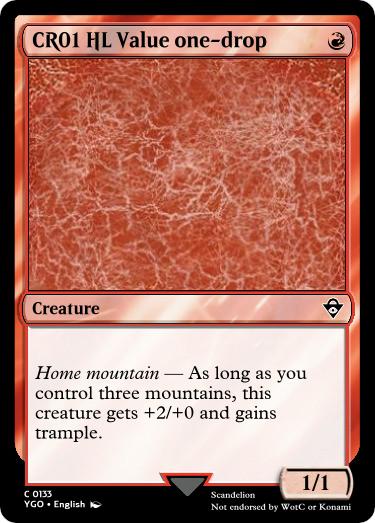 CR01 HL Value one-drop
Creature
Home mountain — As long as you
control three mountains, this
creature gets +2/+0 and gains
trample.
1/1
C 0133
YGO • English
Scandelion
Not endorsed by WotC or Konami